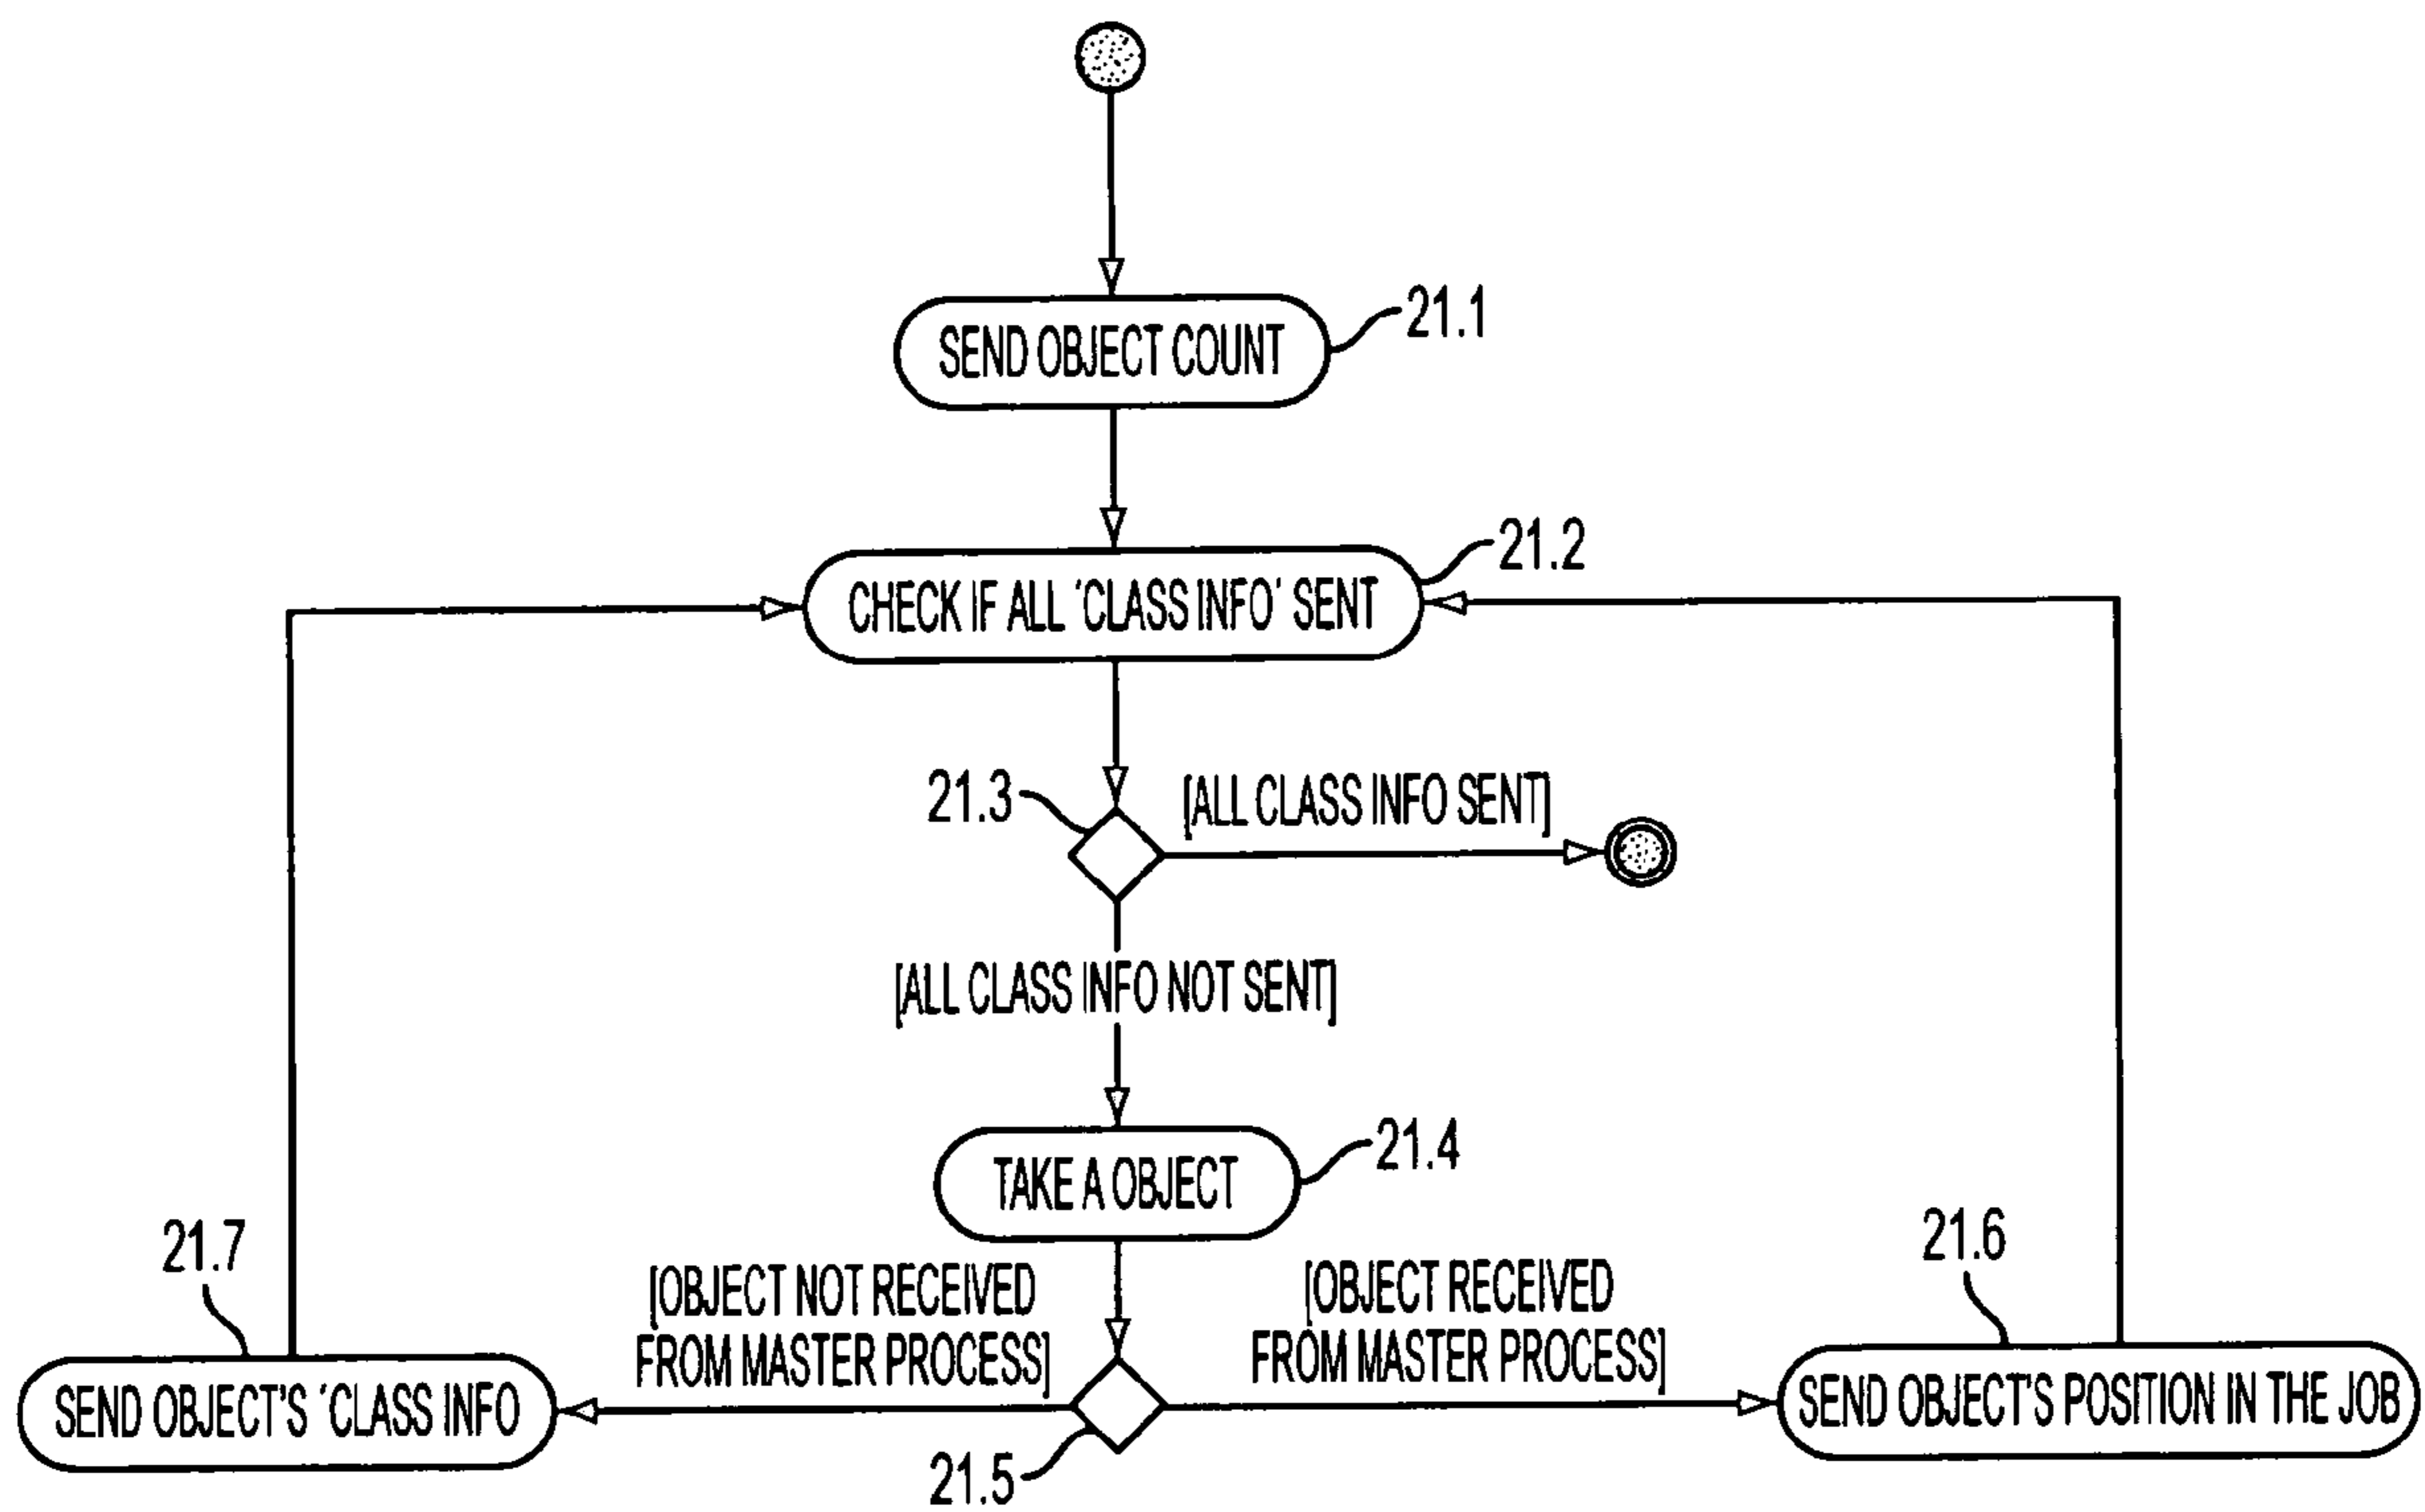 21.1
SEND OBJECT COUNT
21.2
CHECK IF ALL 'CLASS INFO' SENT
21.3
[ALL CLASS INFO SENT]
[ALL CLASS INFO NOT SENT]
21.4
TAKE A OBJECT
21.7
[OBJECT NOT RECEIVED
FROM MASTER PROCESS]
[OBJECT RECEIVED
FROM MASTER PROCESS]
21.6
SEND OBJECT'S 'CLASS INFO
SEND OBJECT'S POSITION IN THE JOB
21.5